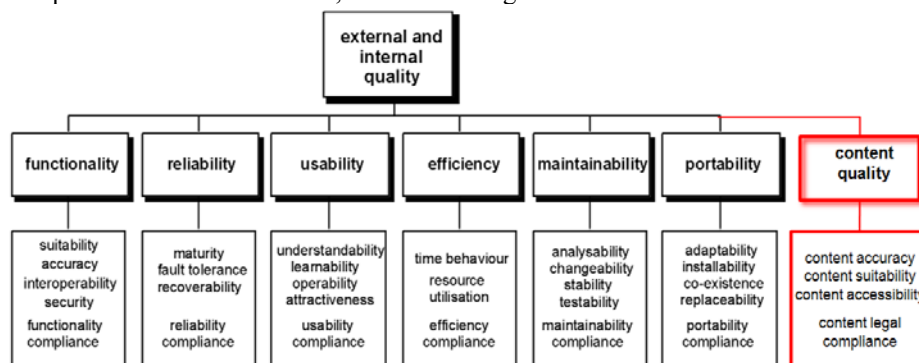 external and
internal
quality
functionality
reliability
usability
efficiency
maintainability
portability
content
quality
suitability
accuracy
interoperability
security
functionality
compliance
maturity
fault tolerance
recoverability
reliability
compliance
understandability
learnability
operability
attractiveness
usability
compliance
time behaviour
resource
utilisation
efficiency
compliance
analysability
changeability
stability
testability
maintainability
compliance
adaptability
installability
co-existence
replaceability
portability
compliance
content accuracy
content suitability
content accessibility
content legal
compliance